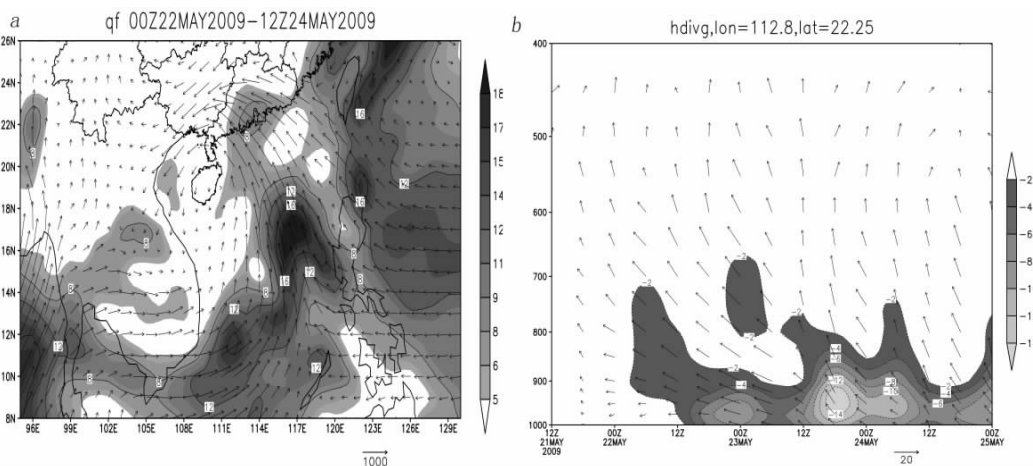 a
qf 00Z22MAY2009-12Z24MAY2009
26N
24N
22N
20N
18N
16N
14N
12N
10N
8N
96E 99E 102E 105E 108E 111E 114E 117E 120E 123E 126E 129E
1000
18
17
15
14
12
11
9
8
6
5
b
hdivg,lon=112.8,lat=22.25
400
500
600
700
800
900
1000
12Z 00Z 12Z 00Z 12Z 00Z 12Z 00Z
21MAY 22MAY 23MAY 24MAY 25MAY
2009
20
-2
-4
-6
-8
-1
-1
-1